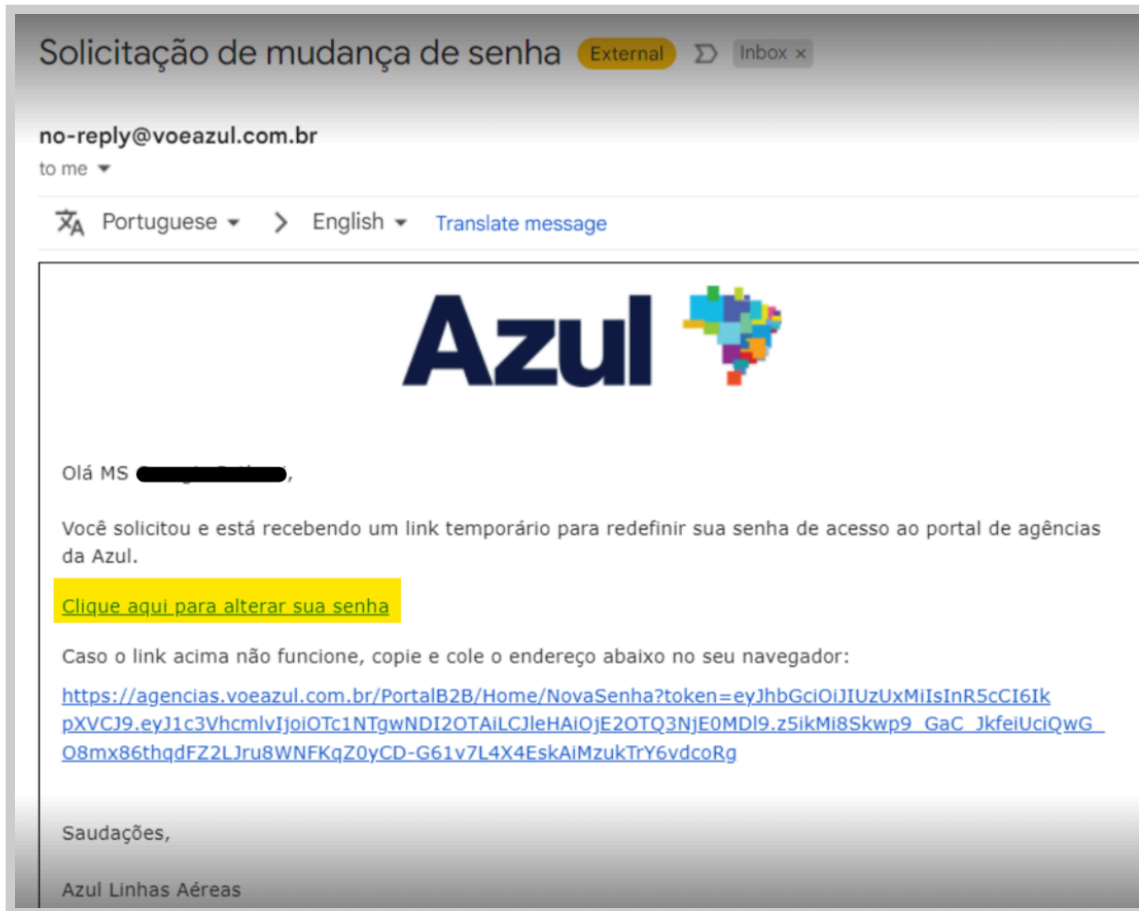 Solicitação de mudança de senha External Inbox ×
no-reply@voeazul.com.br
to me
Portuguese > English Translate message
Azul
Olá MS ,
Você solicitou e está recebendo um link temporário para redefinir sua senha de acesso ao portal de agências
da Azul.
Clique aqui para alterar sua senha
Caso o link acima não funcione, copie e cole o endereço abaixo no seu navegador:
https://agencias.voeazul.com.br/PortalB2B/Home/NovaSenha?token=eyJhbGciOiJIUzUxMiIsInR5cCI6Ik
pXVCJ9.eyJ1c3VhcmlvIjoiOTc1NTgwNDI2OTAiLCJleHAiOjE2OTQ3NjE0MDl9.z5ikMi8Skwp9_GaC_JkfeiUciQwG_
O8mx86thqdFZ2LJru8WNFKqZ0yCD-G61v7L4X4EskAiMzukTrY6vdcoRg
Saudações,
Azul Linhas Aéreas